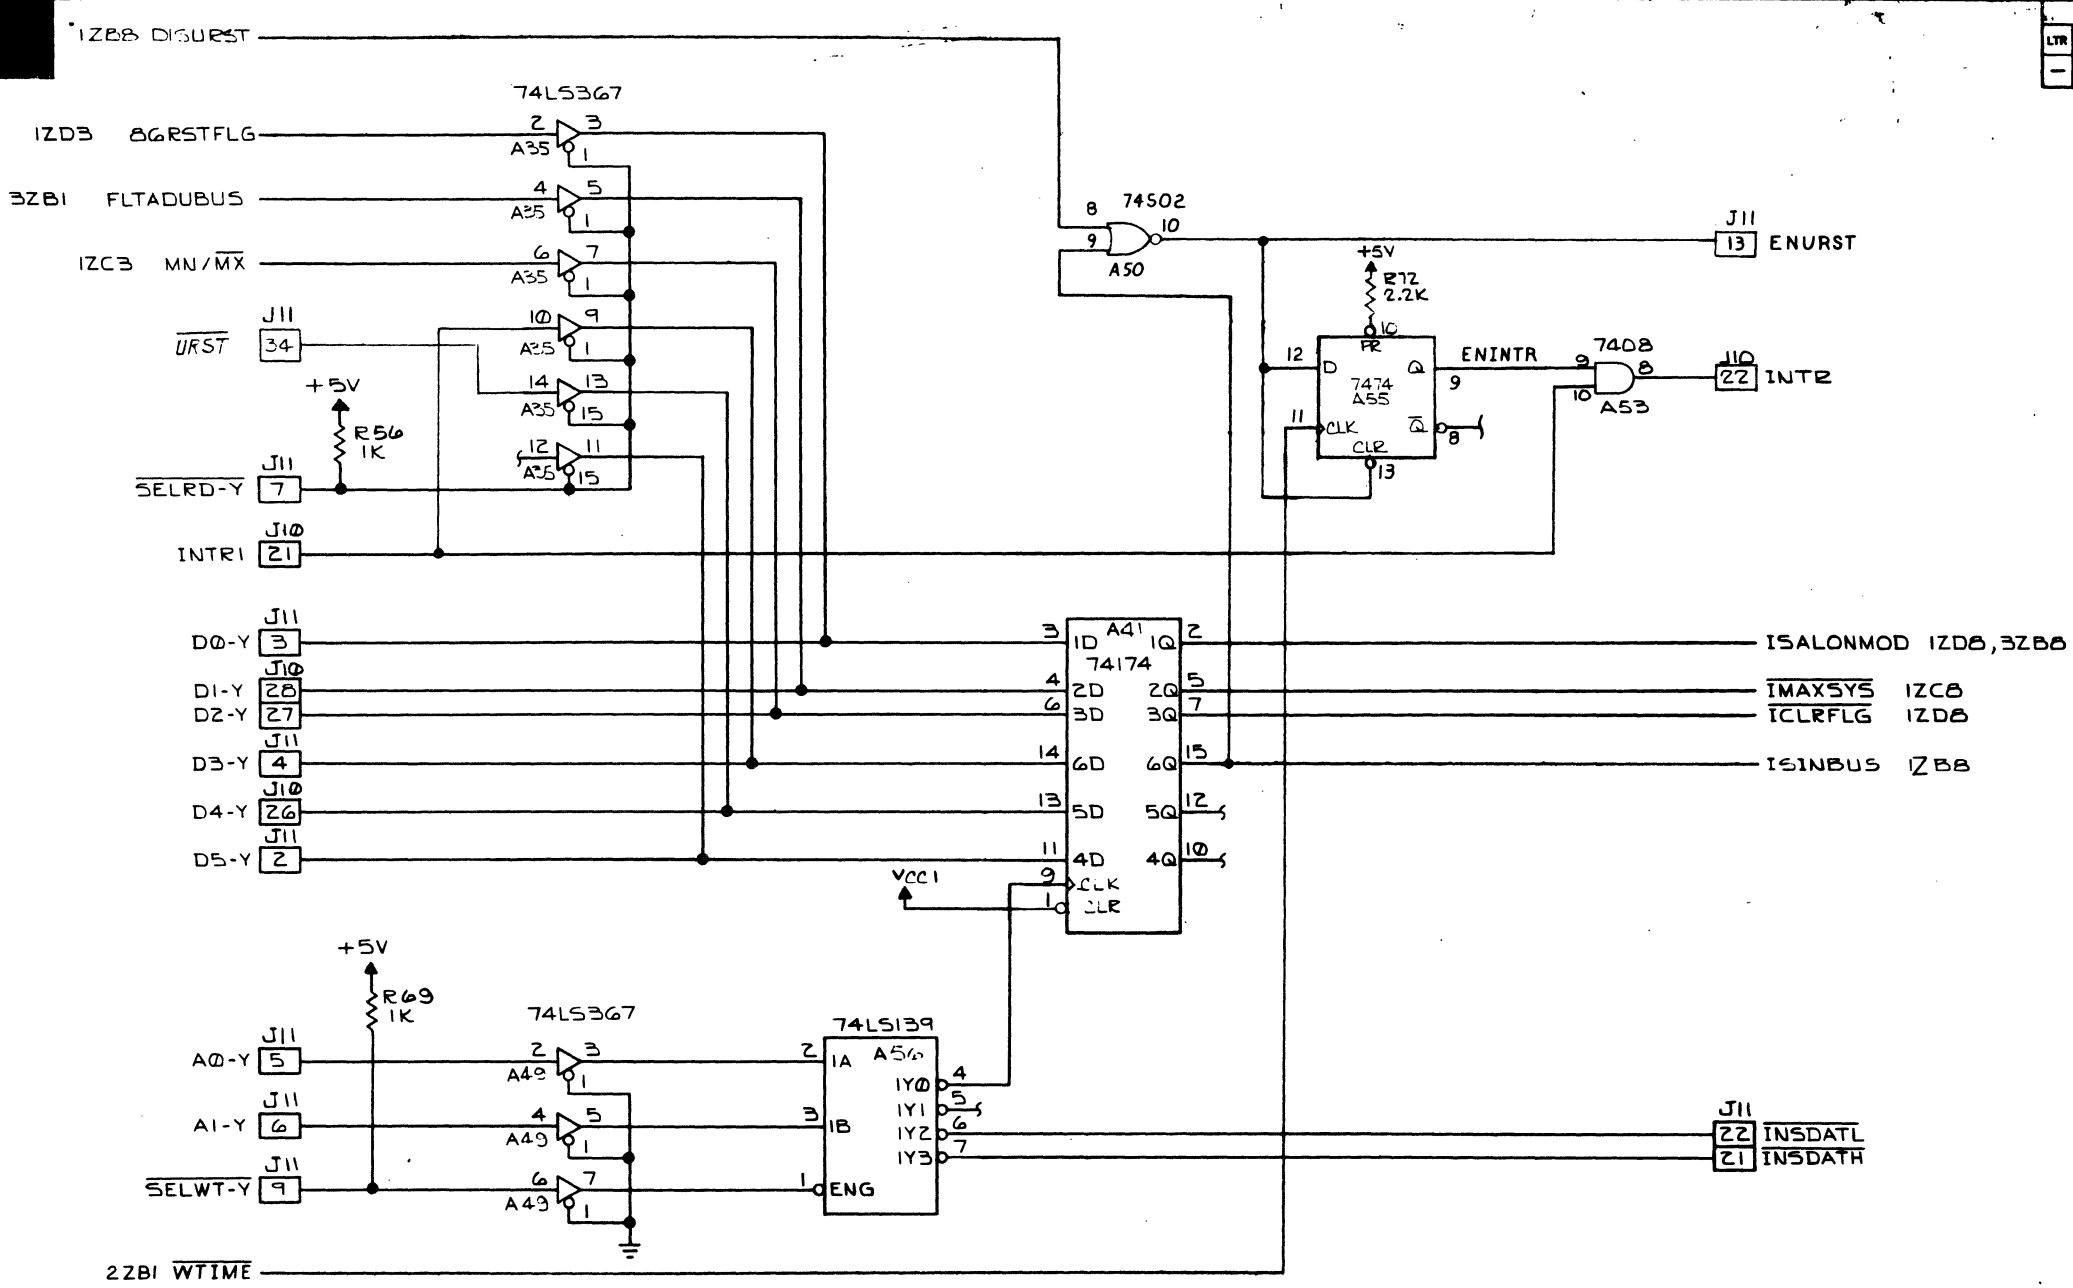 1ZB8 DISURST
LTR
—
74LS367
1ZD3 86RSTFLG
2 3
A35 1
3ZB1 FLTADUBUS
4 5
A35 1
1ZC3 MN/MX
6 7
A35 1
URST
J11
34
10 9
A35 1
14 13
A35 15
+5V
R56
1K
12 11
A35 15
SELRD-Y
J11
7
INTR1
J10
21
8
9
74S02
10
A50
J11
13 ENURST
+5V
R72
2.2K
10
PR
12 D Q 9
7474
A55
11 CLK Q 8
CLR
13
ENINTR
7408
9
10
8
A53
J10
22 INTR
J11
D0-Y 3
J10
D1-Y 28
D2-Y 27
J11
D3-Y 4
J10
D4-Y 26
J11
D5-Y 2
A41
74174
3 1D 1Q 2
4 2D 2Q 5
6 3D 3Q 7
14 6D 6Q 15
13 5D 5Q 12
11 4D 4Q 10
9 CLK
1 CLR
VCC1
ISALONMOD 1ZD8,3ZB8
IMAXSYS 1ZC8
ICLRFLG 1ZD8
ISINBUS 1ZB8
+5V
R69
1K
74LS367
J11
A0-Y 5
2 3
A49 1
J11
A1-Y 6
4 5
A49 1
J11
SELWT-Y 9
6 7
A49 1
74LS139
A56
2 1A
3 1B
1 ENG
1Y0 4
1Y1 5
1Y2 6
1Y3 7
J11
22 INSDATL
21 INSDATH
2ZB1 WTIME